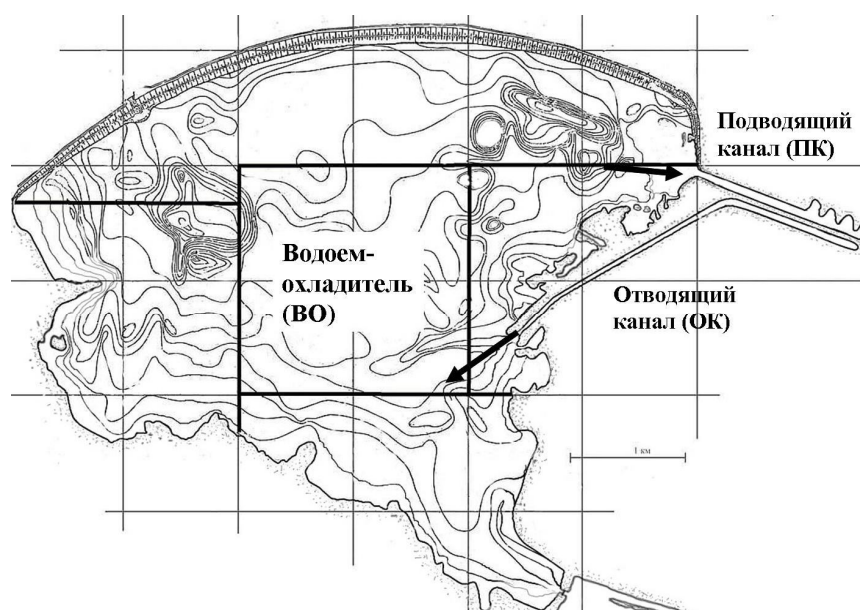 Подводящий
канал (ПК)
Водоем-
охладитель
(ВО)
Отводящий
канал (ОК)
1 км